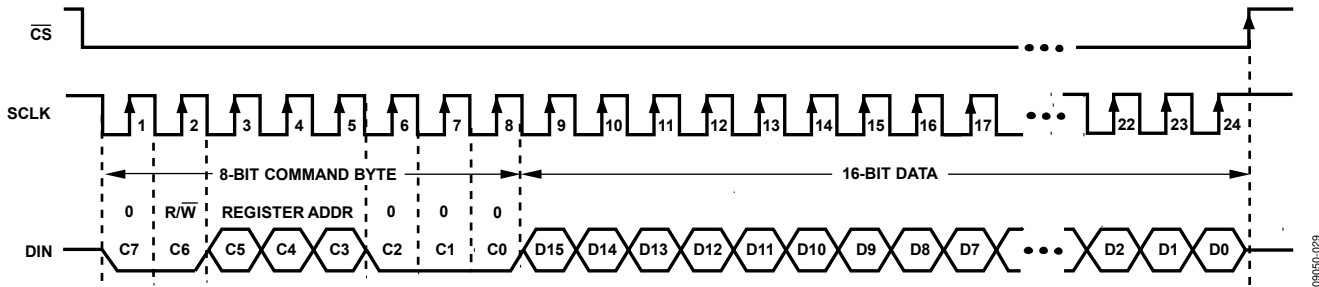 CS
SCLK
1 2 3 4 5 6 7 8 9 10 11 12 13 14 15 16 17 22 23 24
8-BIT COMMAND BYTE 16-BIT DATA
0 R/W REGISTER ADDR 0 0 0
DIN C7 C6 C5 C4 C3 C2 C1 C0 D15 D14 D13 D12 D11 D10 D9 D8 D7 D2 D1 D0
09050-029